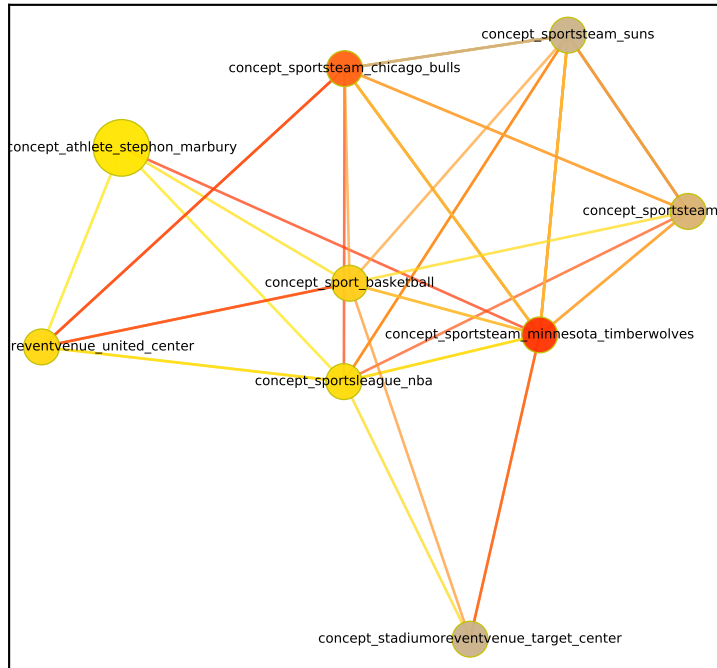 concept_sportsteam_suns
concept_sportsteam_chicago_bulls
concept_athlete_stephon_marbury
concept_sportsteam
concept_sport_basketball
concept_sportsteam_minnesota_timberwolves
reventvenue_united_center
concept_sportsleague_nba
concept_stadiumoreventvenue_target_center